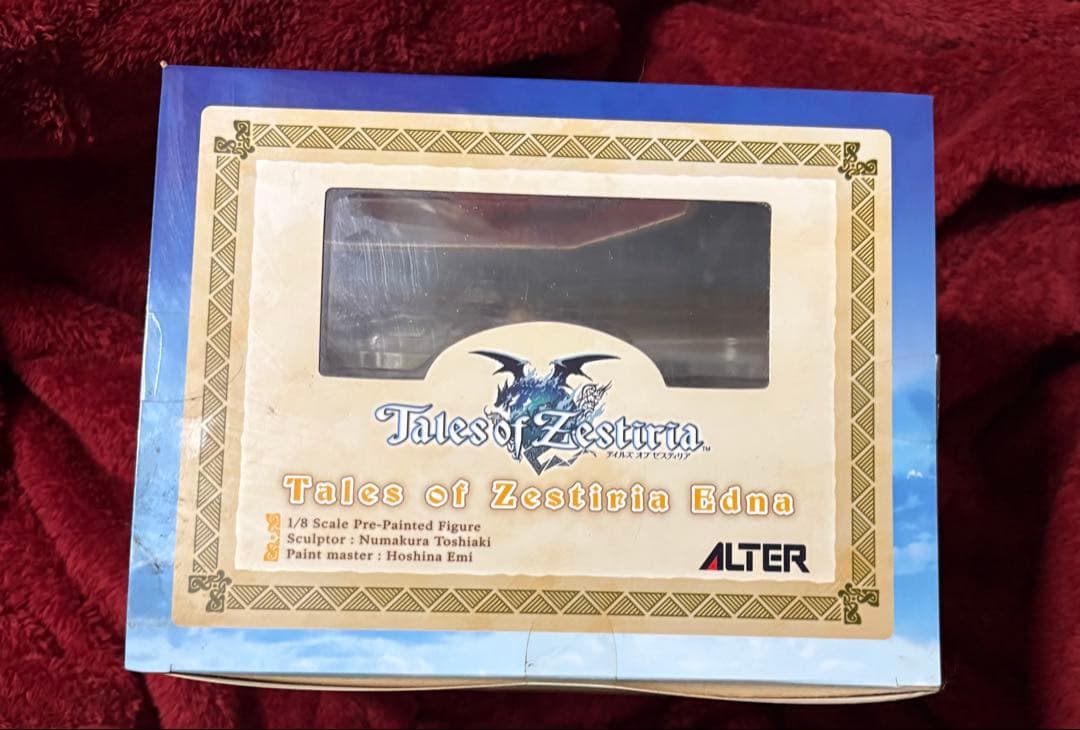 Tales of Zestiria™
テイルズ オブ ゼスティリア
Tales of Zestiria Edna
1/8 Scale Pre-Painted Figure
Sculptor : Numakura Toshiaki
Paint master : Hoshina Emi
ALTER